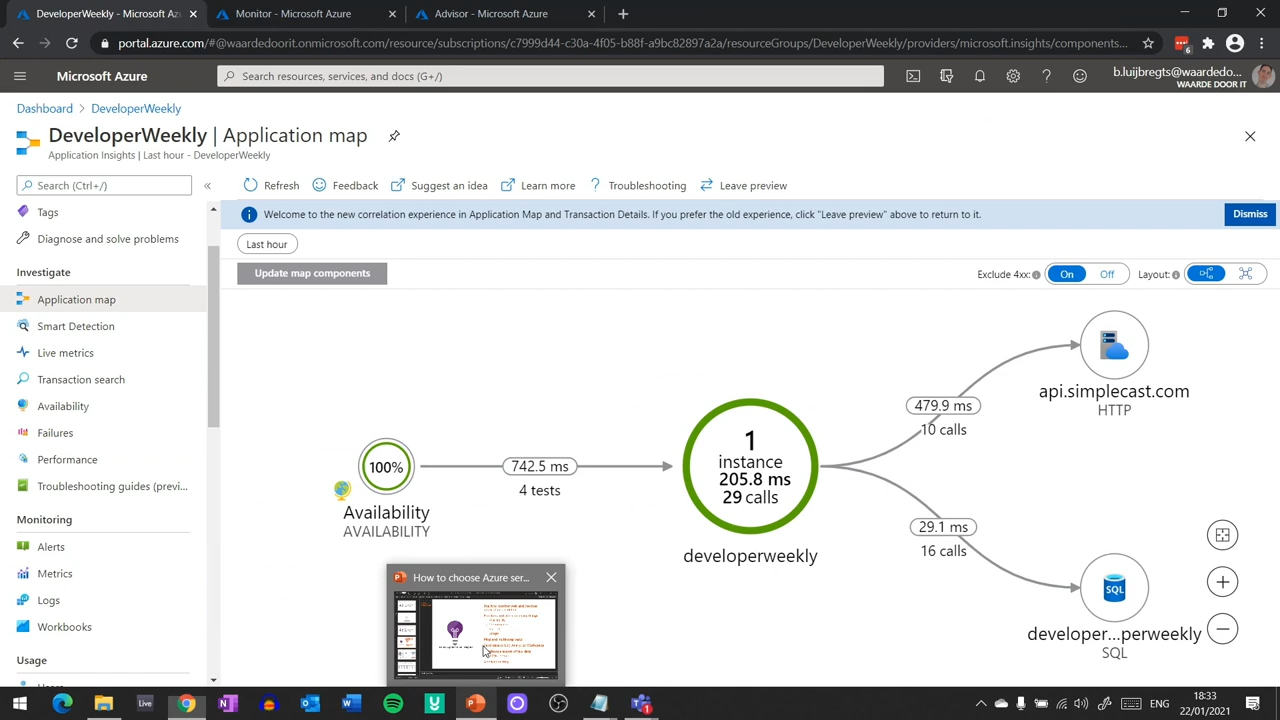 DeveloperWeekly - Microsoft Az
Monitor - Microsoft Azure
Advisor - Microsoft Azure
portal.azure.com/#@waardedoorit.onmicrosoft.com/resource/subscriptions/c7999d44-c30a-4f05-b88f-a9bc82897a2a/resourceGroups/DeveloperWeekly/providers/microsoft.insights/components...
6
Microsoft Azure
Search resources, services, and docs (G+/)
b.luijbregts@waardedo...
WAARDE DOOR IT
Dashboard > DeveloperWeekly
DeveloperWeekly | Application map
Application Insights | Last hour - DeveloperWeekly
Search (Ctrl+/)
Refresh
Feedback
Suggest an idea
Learn more
Troubleshooting
Leave preview
Tags
Diagnose and solve problems
Investigate
Application map
Smart Detection
Live metrics
Transaction search
Availability
Failures
Performance
Troubleshooting guides (previ...
Monitoring
Alerts
Metrics
Logs
Workbooks
Usage
Welcome to the new correlation experience in Application Map and Transaction Details. If you prefer the old experience, click "Leave preview" above to return to it.
Dismiss
Last hour
Update map components
Exclude 4xx:
On
Off
Layout:
100%
Availability
AVAILABILITY
742.5 ms
4 tests
1
instance
205.8 ms
29 calls
developerweekly
479.9 ms
10 calls
api.simplecast.com
HTTP
29.1 ms
16 calls
SQL
developer...perweekly
SQL
How to choose Azure ser...
Live
ENG
18:33
22/01/2021